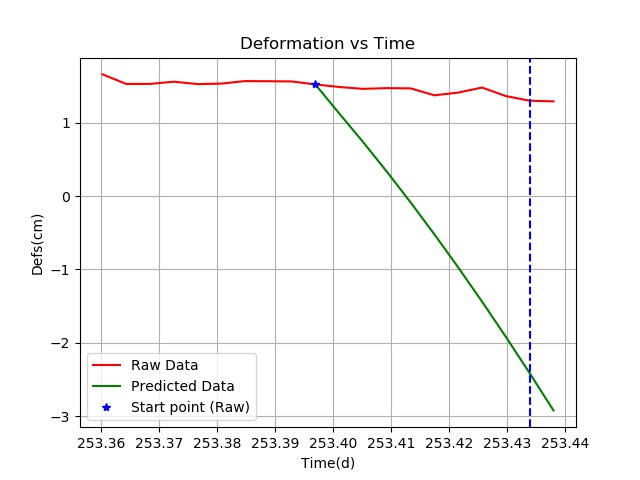 Deformation vs Time
Defs(cm)
1
0
−1
−2
−3
Raw Data
Predicted Data
Start point (Raw)
253.36 253.37 253.38 253.39 253.40 253.41 253.42 253.43 253.44
Time(d)